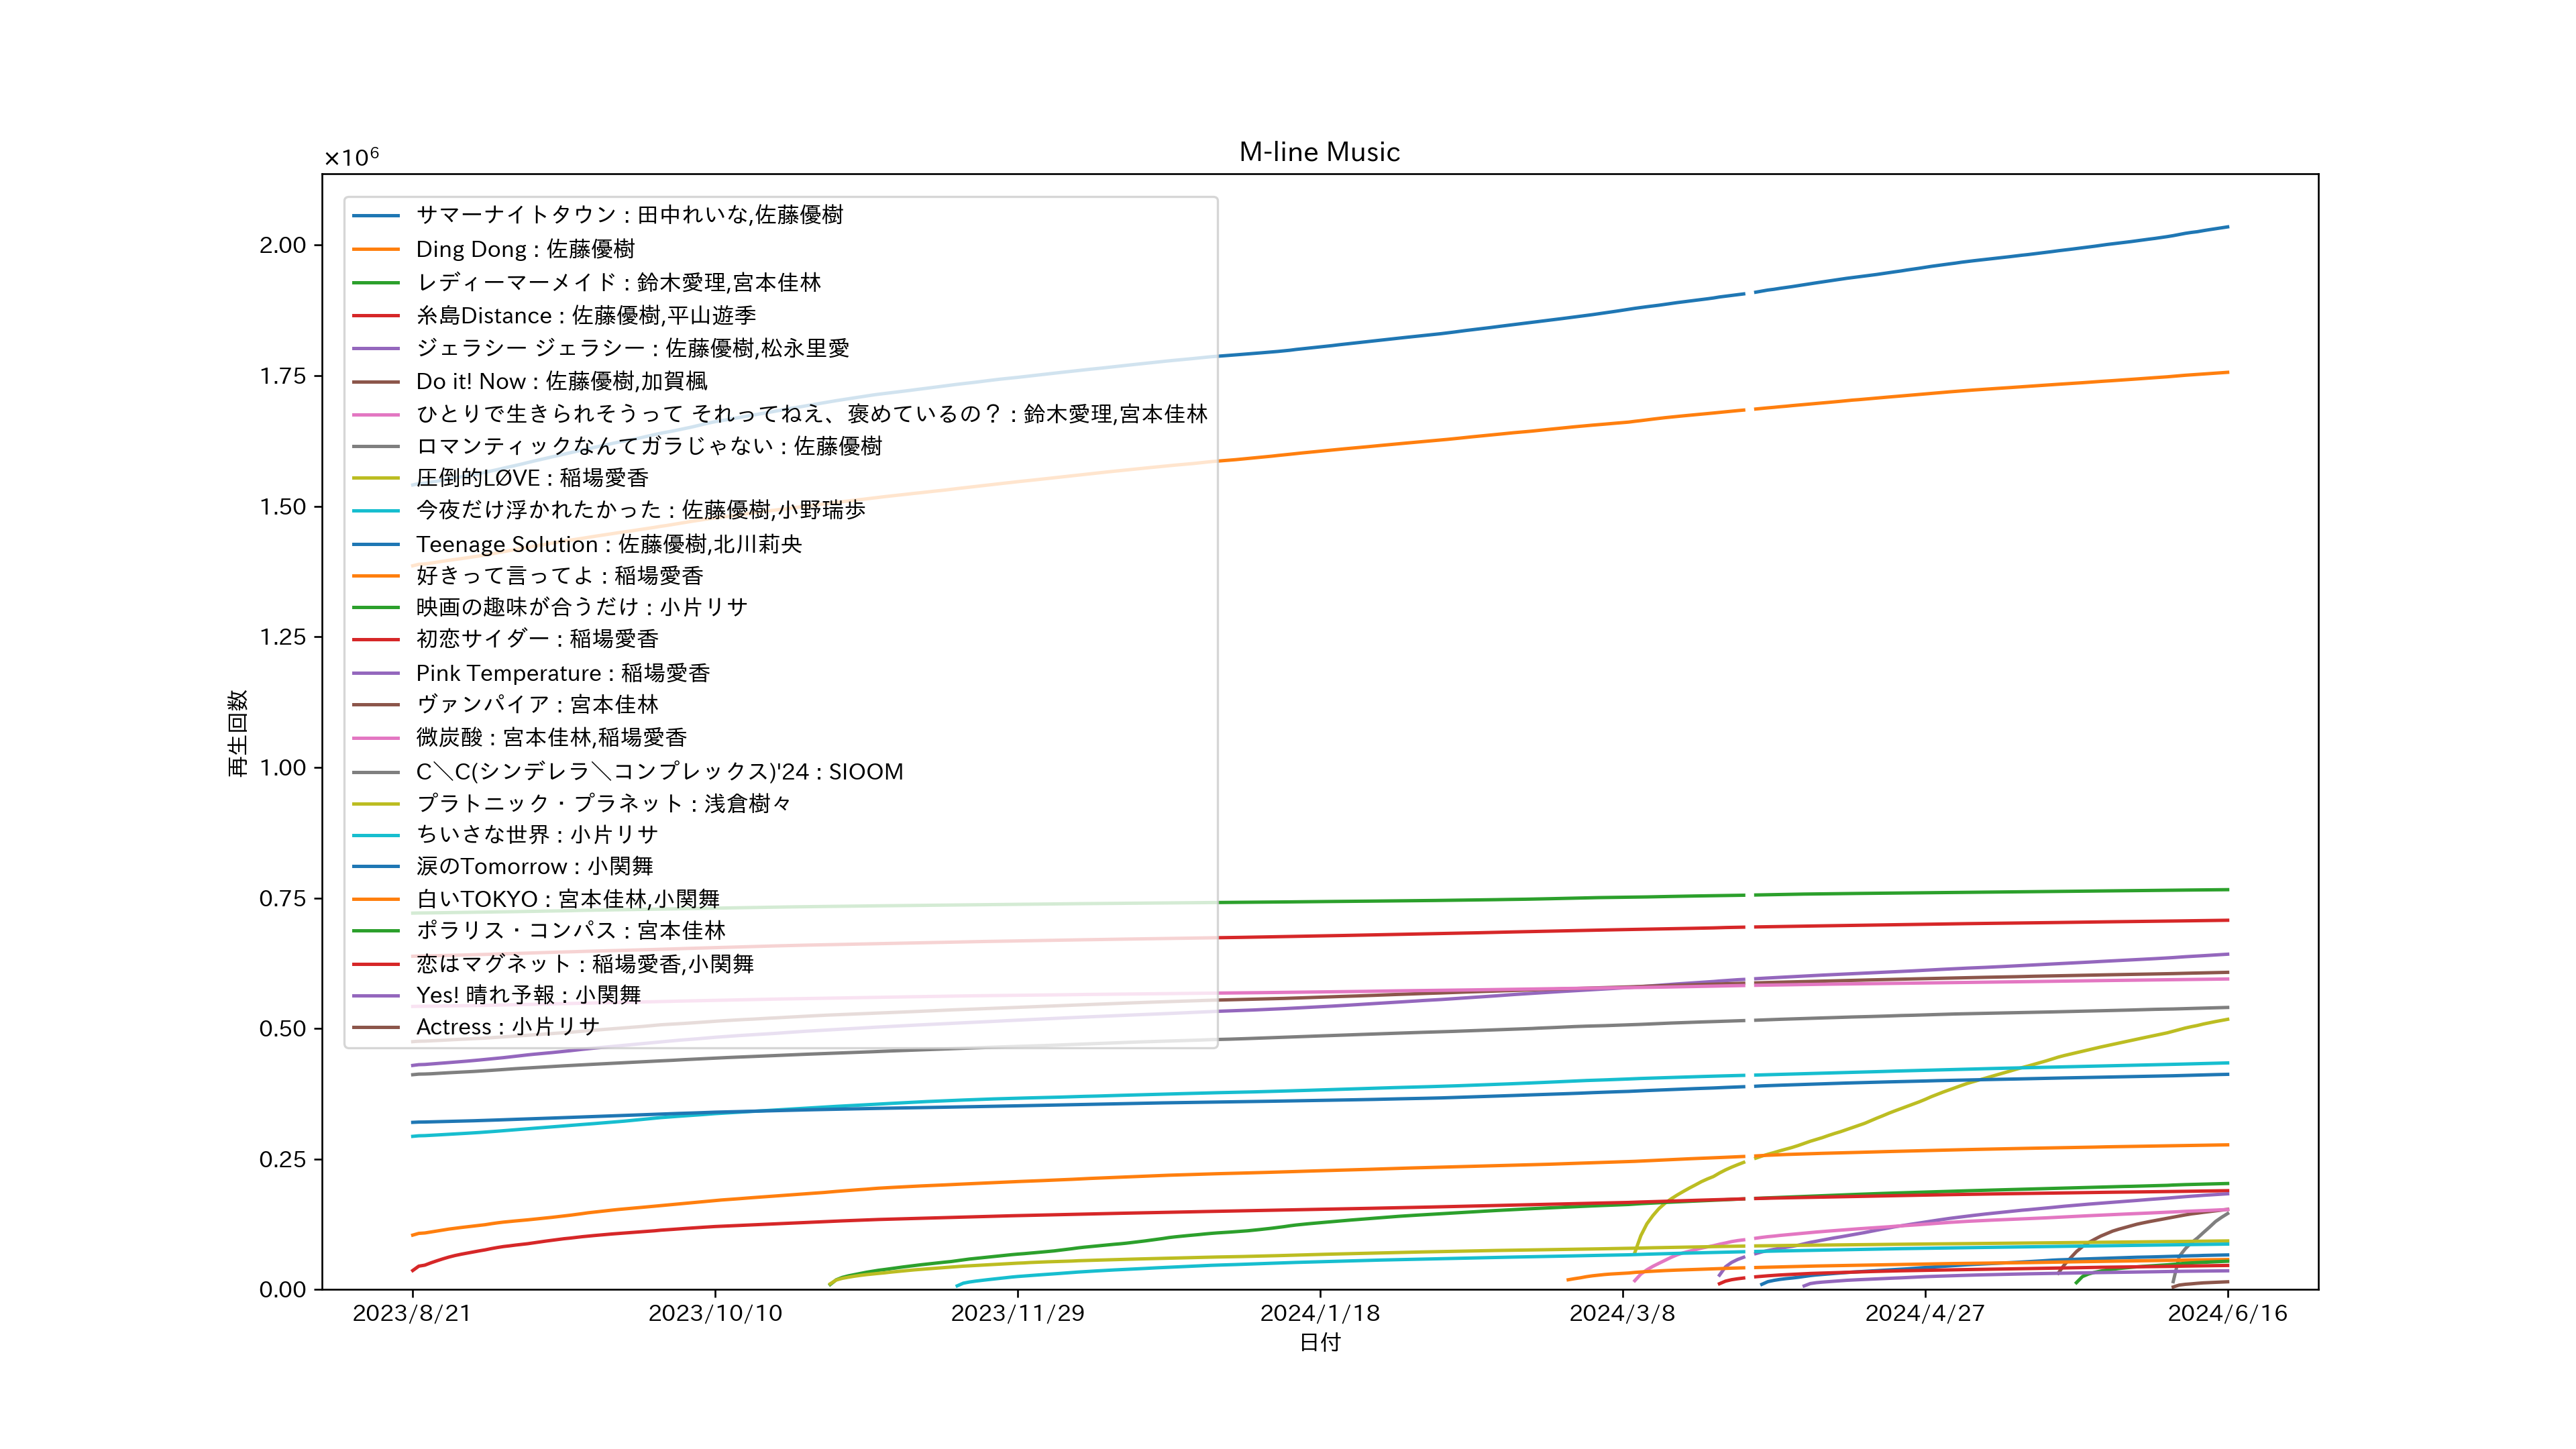 M-line Music
×10⁶
サマーナイトタウン : 田中れいな,佐藤優樹
Ding Dong : 佐藤優樹
レディーマーメイド : 鈴木愛理,宮本佳林
糸島Distance : 佐藤優樹,平山遊季
ジェラシー ジェラシー : 佐藤優樹,松永里愛
Do it! Now : 佐藤優樹,加賀楓
ひとりで生きられそうって それってねえ、褒めているの？ : 鈴木愛理,宮本佳林
ロマンティックなんてガラじゃない : 佐藤優樹
圧倒的LØVE : 稲場愛香
今夜だけ浮かれたかった : 佐藤優樹,小野瑞歩
Teenage Solution : 佐藤優樹,北川莉央
好きって言ってよ : 稲場愛香
映画の趣味が合うだけ : 小片リサ
初恋サイダー : 稲場愛香
Pink Temperature : 稲場愛香
ヴァンパイア : 宮本佳林
微炭酸 : 宮本佳林,稲場愛香
C＼C(シンデレラ＼コンプレックス)'24 : SIOOM
プラトニック・プラネット : 浅倉樹々
ちいさな世界 : 小片リサ
涙のTomorrow : 小関舞
白いTOKYO : 宮本佳林,小関舞
ポラリス・コンパス : 宮本佳林
恋はマグネット : 稲場愛香,小関舞
Yes! 晴れ予報 : 小関舞
Actress : 小片リサ
再生回数
2.00
1.75
1.50
1.25
1.00
0.75
0.50
0.25
0.00
2023/8/21
2023/10/10
2023/11/29
2024/1/18
2024/3/8
2024/4/27
2024/6/16
日付